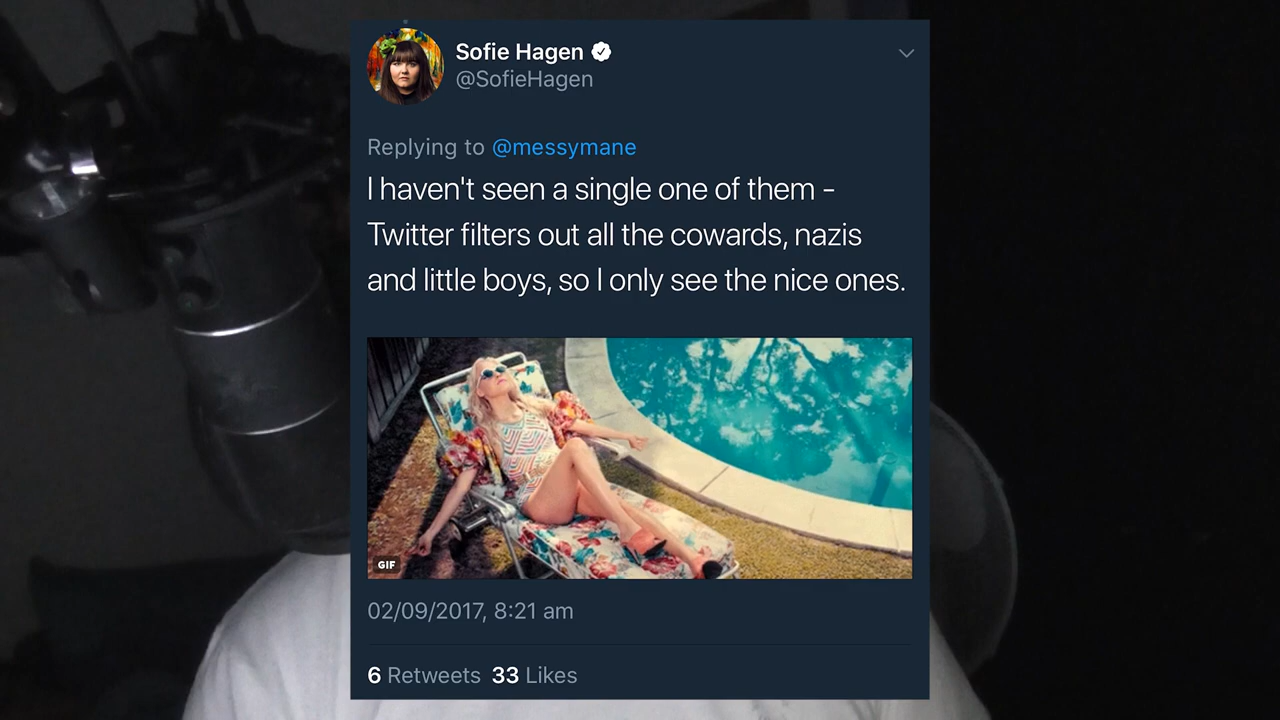 Sofie Hagen
@SofieHagen
Replying to @messymane
I haven't seen a single one of them -
Twitter filters out all the cowards, nazis
and little boys, so I only see the nice ones.
GIF
02/09/2017, 8:21 am
6 Retweets 33 Likes